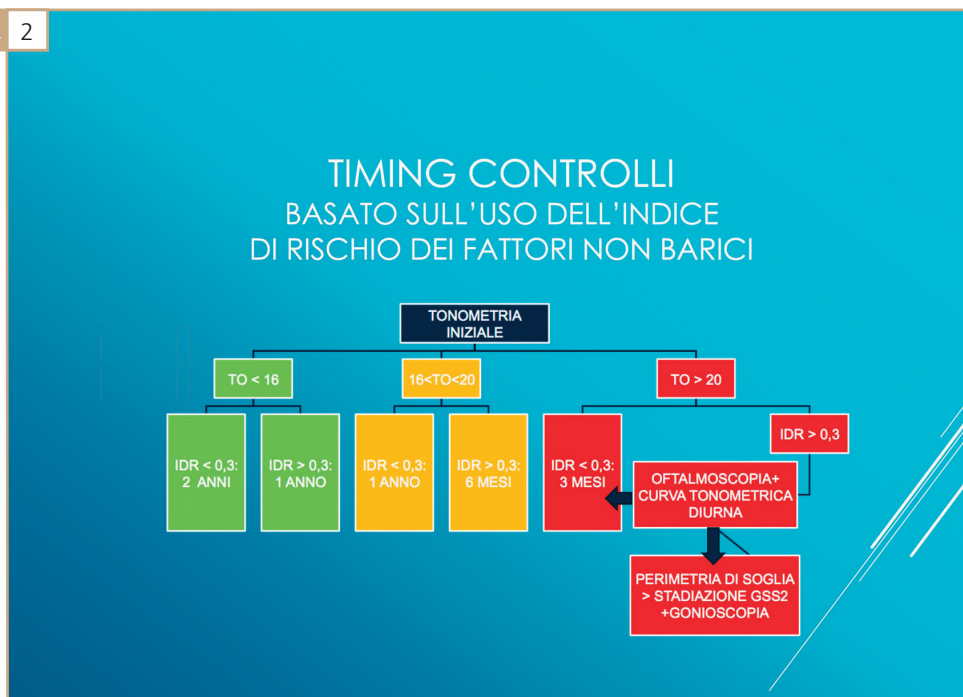 2
TIMING CONTROLLI
BASATO SULL'USO DELL'INDICE
DI RISCHIO DEI FATTORI NON BARICI
TONOMETRIA
INIZIALE
TO < 16
16<TO<20
TO > 20
IDR < 0,3:
2 ANNI
IDR > 0,3:
1 ANNO
IDR < 0,3:
1 ANNO
IDR > 0,3:
6 MESI
IDR < 0,3:
3 MESI
IDR > 0,3
OFTALMOSCOPIA+
CURVA TONOMETRICA
DIURNA
PERIMETRIA DI SOGLIA
> STADIAZIONE GSS2
+GONIOSCOPIA